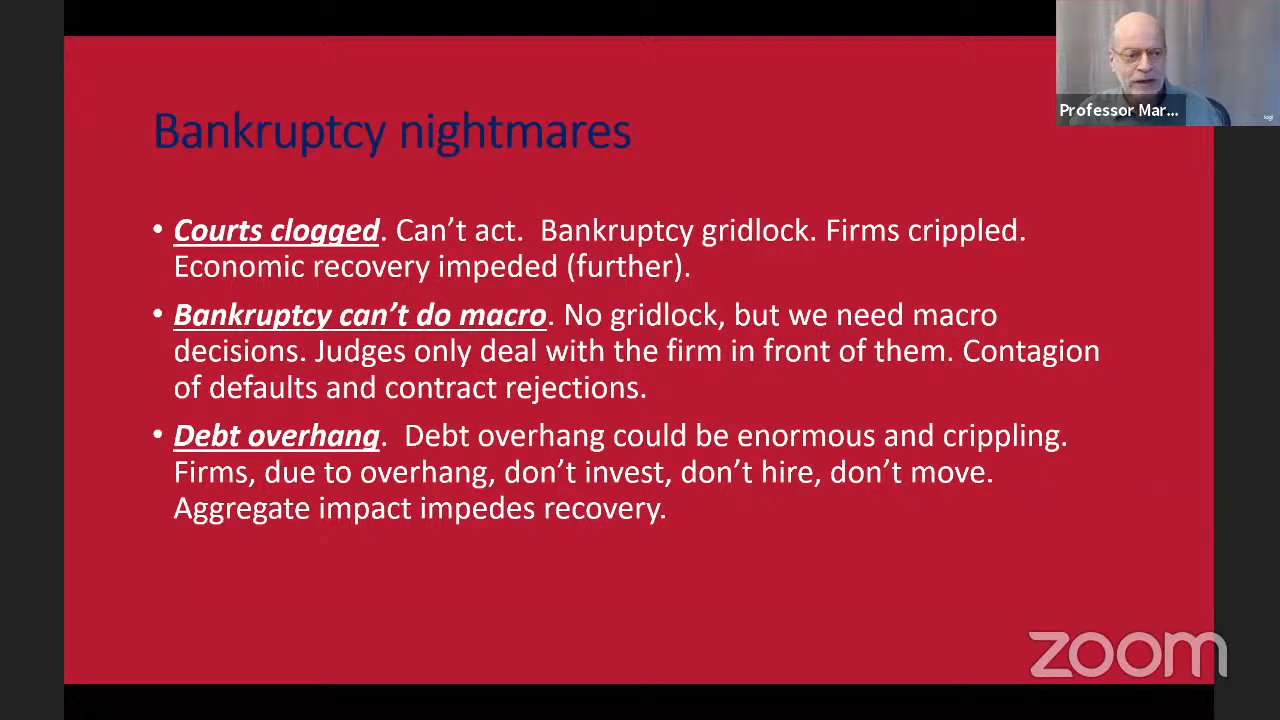 Professor Mar...
Bankruptcy nightmares
• Courts clogged. Can't act.  Bankruptcy gridlock. Firms crippled.
Economic recovery impeded (further).
• Bankruptcy can't do macro. No gridlock, but we need macro
decisions. Judges only deal with the firm in front of them. Contagion
of defaults and contract rejections.
• Debt overhang.  Debt overhang could be enormous and crippling.
Firms, due to overhang, don't invest, don't hire, don't move.
Aggregate impact impedes recovery.
zoom